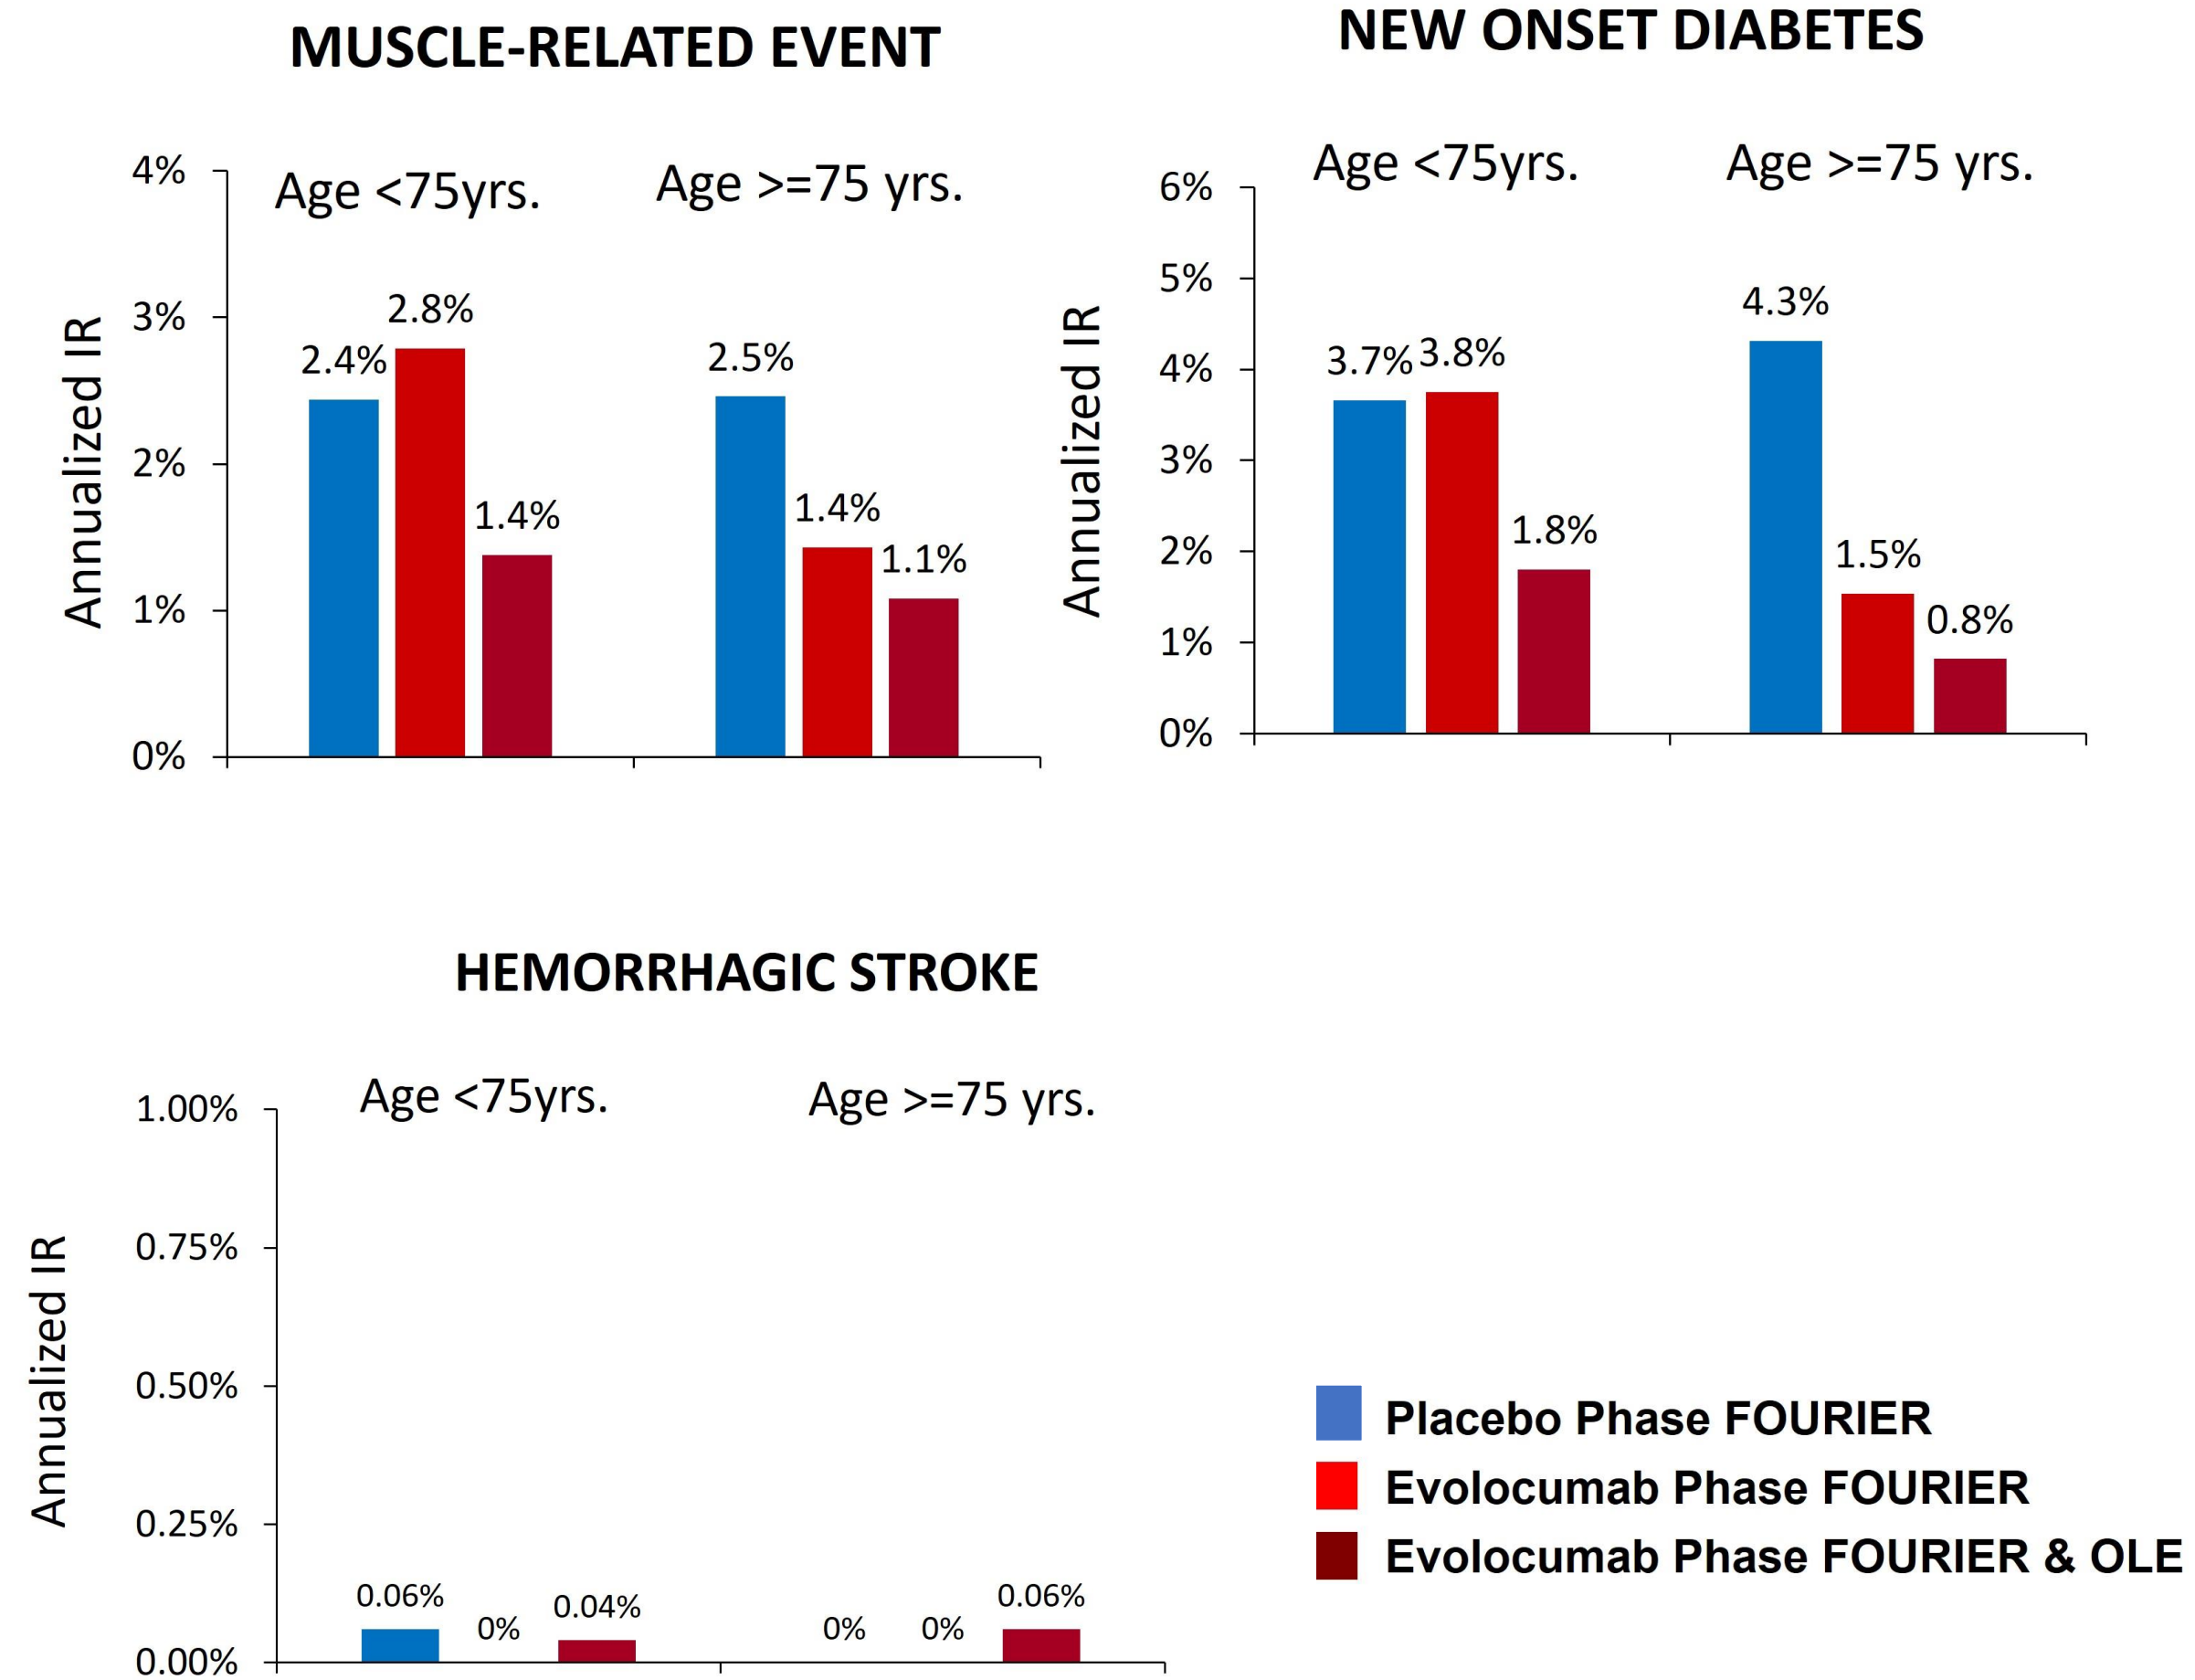 MUSCLE-RELATED EVENT
Age <75yrs.
Age >=75 yrs.
Annualized IR
4%
3%
2%
1%
0%
2.4%
2.8%
1.4%
2.5%
1.4%
1.1%
NEW ONSET DIABETES
Age <75yrs.
Age >=75 yrs.
Annualized IR
6%
5%
4%
3%
2%
1%
0%
3.7%
3.8%
1.8%
4.3%
1.5%
0.8%
HEMORRHAGIC STROKE
Age <75yrs.
Age >=75 yrs.
Annualized IR
1.00%
0.75%
0.50%
0.25%
0.00%
0.06%
0%
0.04%
0%
0%
0.06%
Placebo Phase FOURIER
Evolocumab Phase FOURIER
Evolocumab Phase FOURIER & OLE